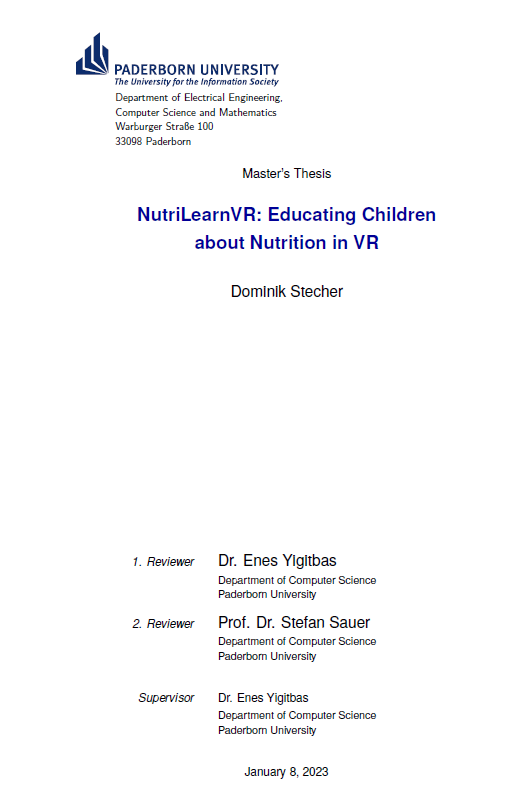 PADERBORN UNIVERSITY
The University for the Information Society
Department of Electrical Engineering,
Computer Science and Mathematics
Warburger Straße 100
33098 Paderborn
Master's Thesis
NutriLearnVR: Educating Children
about Nutrition in VR
Dominik Stecher
1. Reviewer Dr. Enes Yigitbas
Department of Computer Science
Paderborn University
2. Reviewer Prof. Dr. Stefan Sauer
Department of Computer Science
Paderborn University
Supervisor Dr. Enes Yigitbas
Department of Computer Science
Paderborn University
January 8, 2023